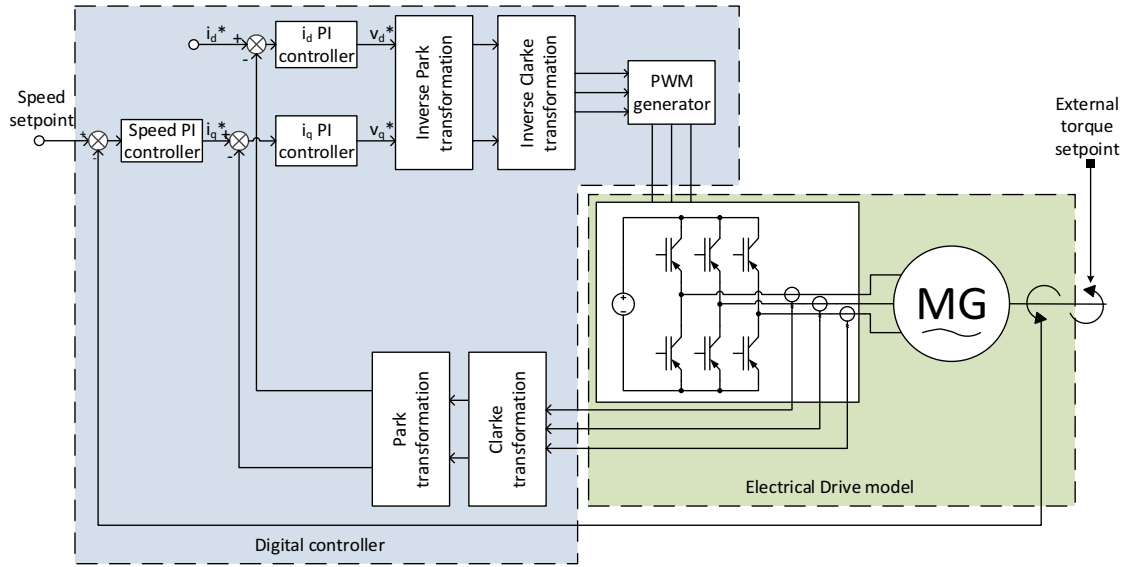 i_d*
+
-
i_d PI
controller
v_d*
Inverse Park
transformation
Inverse Clarke
transformation
PWM
generator
Speed
setpoint
+
-
Speed PI
controller
i_q*
+
-
i_q PI
controller
v_q*
External
torque
setpoint
+
-
MG
Park
transformation
Clarke
transformation
Electrical Drive model
Digital controller